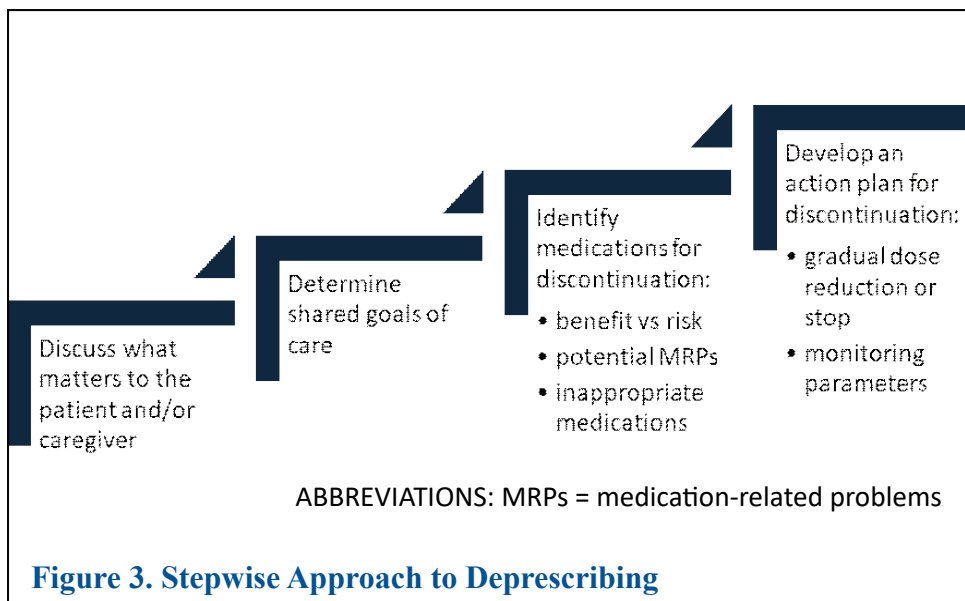 Discuss what
matters to the
patient and/or
caregiver
Determine
shared goals of
care
Identify
medications for
discontinuation:
• benefit vs risk
• potential MRPs
• inappropriate
medications
Develop an
action plan for
discontinuation:
• gradual dose
reduction or
stop
• monitoring
parameters
ABBREVIATIONS: MRPs = medication-related problems
Figure 3. Stepwise Approach to Deprescribing